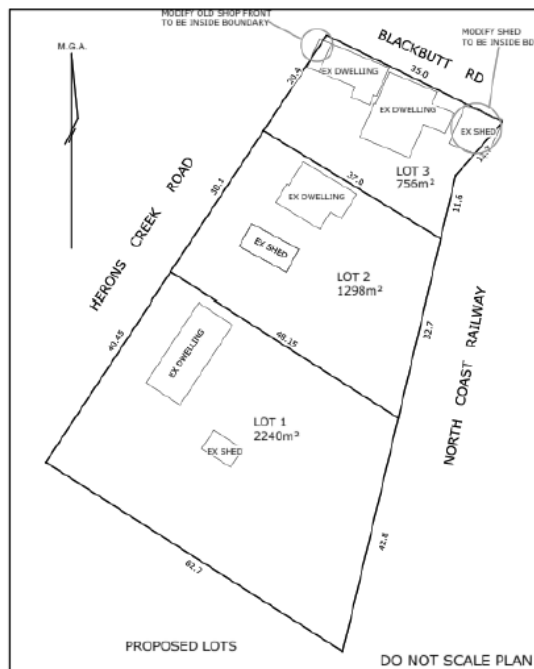 MODIFY OLD SHOP FRONT
TO BE INSIDE BOUNDARY
BLACKBUTT RD
MODIFY SHED
TO BE INSIDE BD
M.G.A.
EX DWELLING
35.0
EX DWELLING
EX SHED
LOT 3
756m²
11.6
37.0
30.1
EX DWELLING
EX SHED
HERONS CREEK ROAD
LOT 2
1298m²
32.7
NORTH COAST RAILWAY
48.15
40.45
EX DWELLING
LOT 1
2240m²
EX SHED
42.8
62.7
PROPOSED LOTS
DO NOT SCALE PLAN